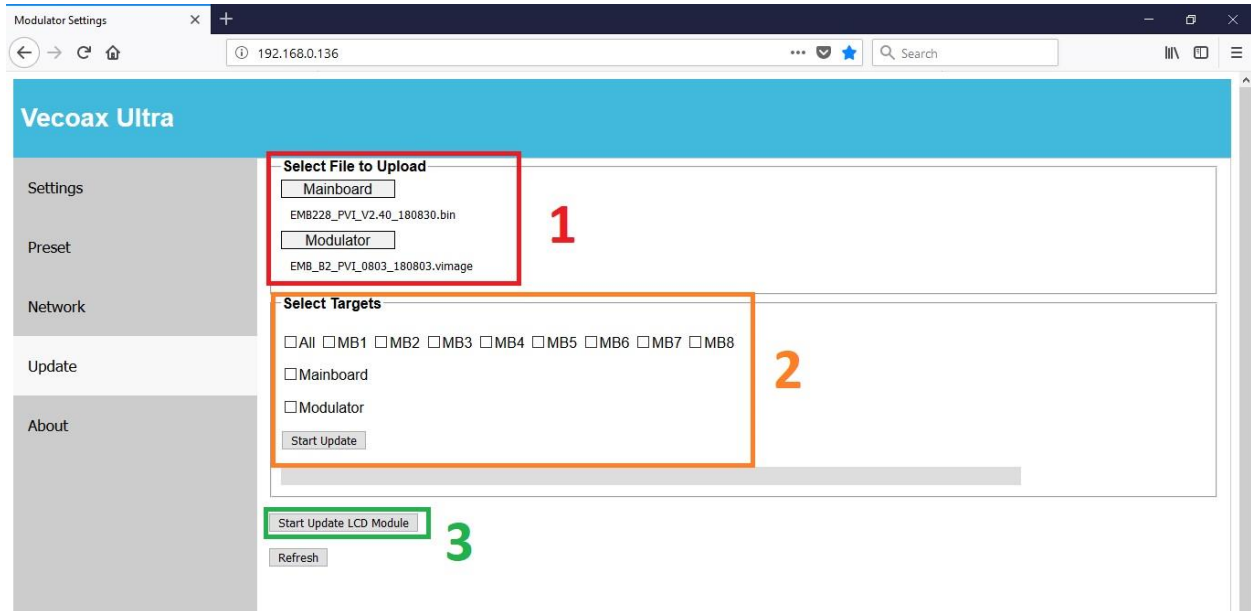 Modulator Settings
192.168.0.136
Search
Vecoax Ultra
Settings
Preset
Network
Update
About
Select File to Upload
Mainboard
EMB228_PVI_V2.40_180830.bin
Modulator
EMB_B2_PVI_0803_180803.vimage
1
Select Targets
All MB1 MB2 MB3 MB4 MB5 MB6 MB7 MB8
Mainboard
Modulator
Start Update
2
Start Update LCD Module
3
Refresh